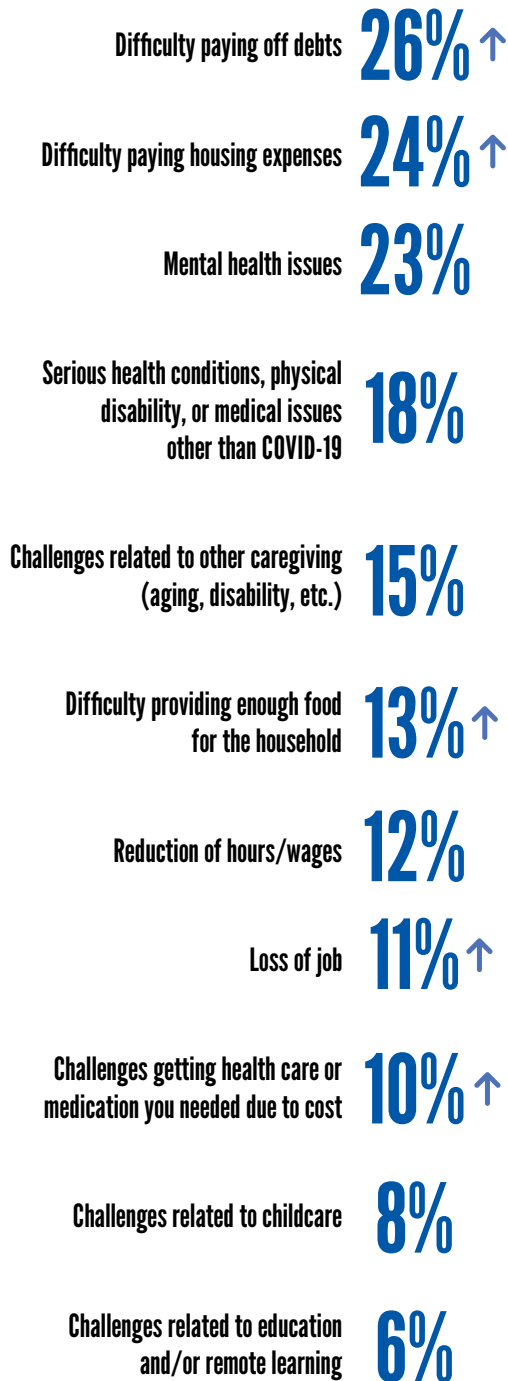 Difficulty paying off debts 26% ↑
Difficulty paying housing expenses 24% ↑
Mental health issues 23%
Serious health conditions, physical
disability, or medical issues
other than COVID-19
18%
Challenges related to other caregiving
(aging, disability, etc.)
15%
Difficulty providing enough food
for the household
13% ↑
Reduction of hours/wages 12%
Loss of job 11% ↑
Challenges getting health care or
medication you needed due to cost
10% ↑
Challenges related to childcare 8%
Challenges related to education
and/or remote learning
6%